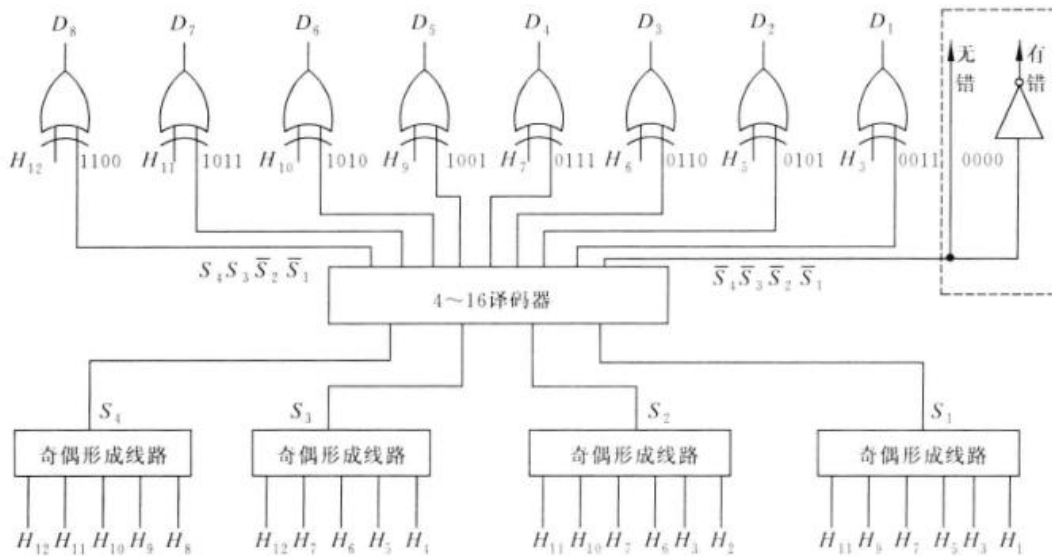 D₈ D₇ D₆ D₅ D₄ D₃ D₂ D₁
无错 有错
H₁₂ 1100 H₁₁ 1011 H₁₀ 1010 H₉ 1001 H₇ 0111 H₆ 0110 H₅ 0101 H₃ 0011 0000
S₄S₃S̅₂S̅₁ S̅₄S̅₃S̅₂S̅₁
4～16译码器
S₄ S₃ S₂ S₁
奇偶形成线路 奇偶形成线路 奇偶形成线路 奇偶形成线路
H₁₂ H₁₁ H₁₀ H₉ H₈ H₁₂ H₇ H₆ H₅ H₄ H₁₁ H₁₀ H₇ H₆ H₃ H₂ H₁₁ H₉ H₇ H₅ H₃ H₁